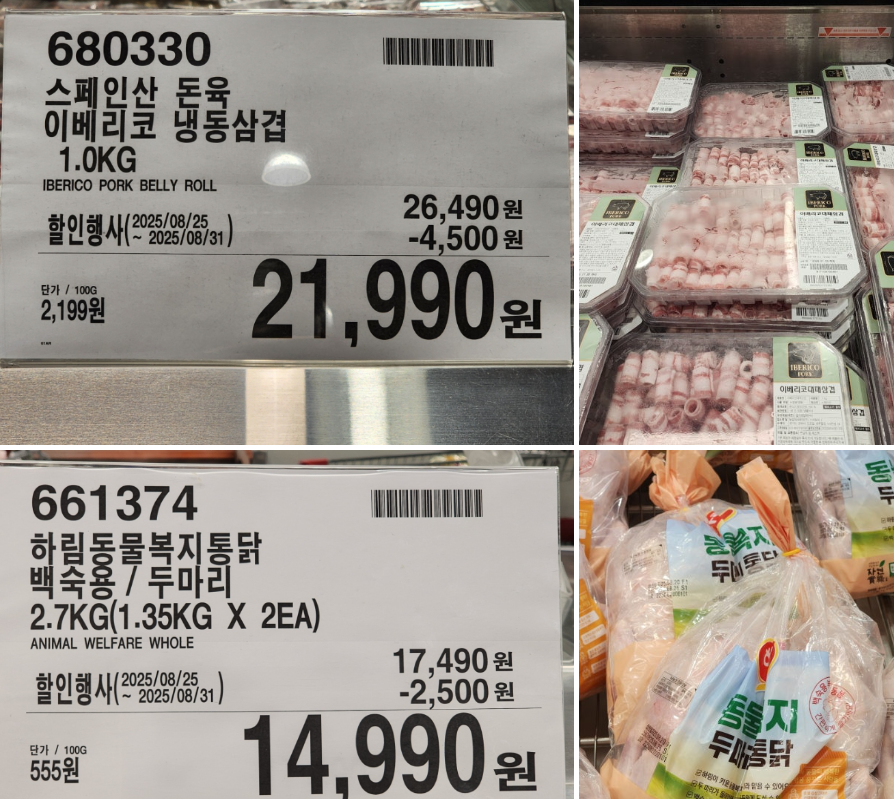 680330
스페인산 돈육
이베리코 냉동삼겹
1.0KG
IBERICO PORK BELLY ROLL
할인행사(2025/08/25 ~ 2025/08/31)
26,490원
-4,500원
단가 / 100G
2,199원
21,990원
IBERICO
PORK
이베리코대패삼겹
661374
하림동물복지통닭
백숙용 / 두마리
2.7KG(1.35KG X 2EA)
ANIMAL WELFARE WHOLE
할인행사(2025/08/25 ~ 2025/08/31)
17,490원
-2,500원
단가 / 100G
555원
14,990원
동물복지
두마리통닭